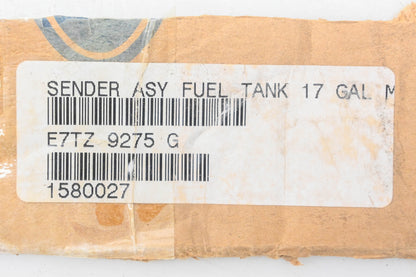 SENDER ASY FUEL TANK 17 GAL M
E7TZ 9275 G
1580027